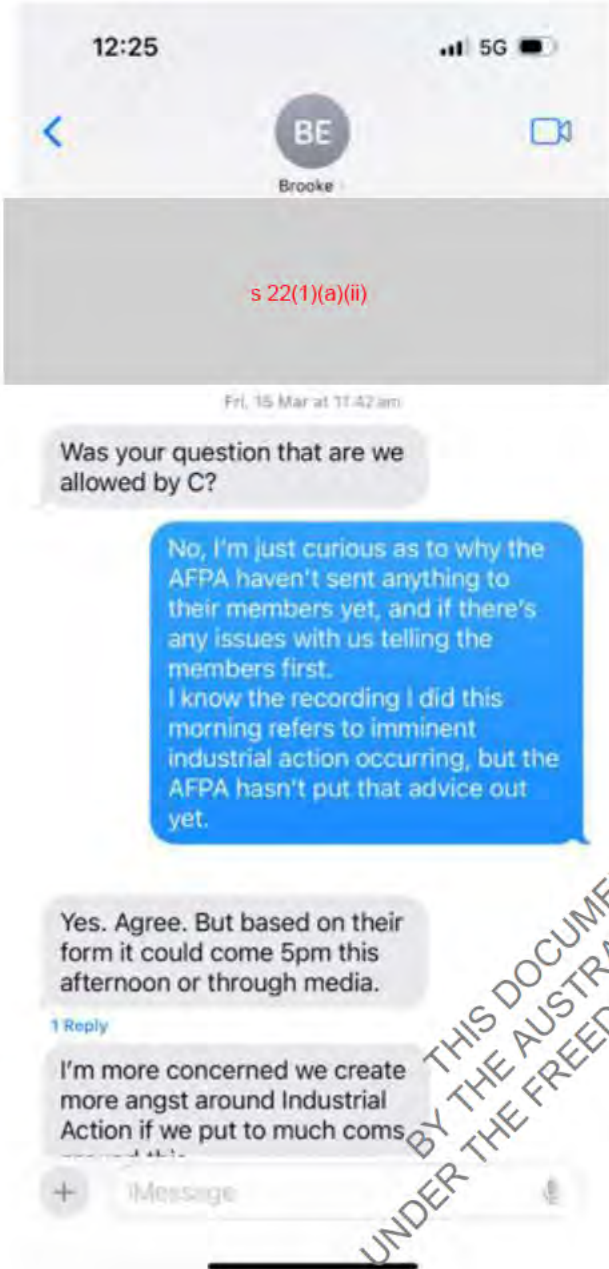 12:25
5G
BE
Brooke
s 22(1)(a)(ii)
Fri, 15 Mar at 11:42 am
Was your question that are we
allowed by C?
No, I'm just curious as to why the
AFPA haven't sent anything to
their members yet, and if there's
any issues with us telling the
members first.
I know the recording I did this
morning refers to imminent
industrial action occurring, but the
AFPA hasn't put that advice out
yet.
Yes. Agree. But based on their
form it could come 5pm this
afternoon or through media.
1 Reply
I'm more concerned we create
more angst around Industrial
Action if we put to much coms
iMessage
THIS DOCUME
BY THE AUSTRA
UNDER THE FREED